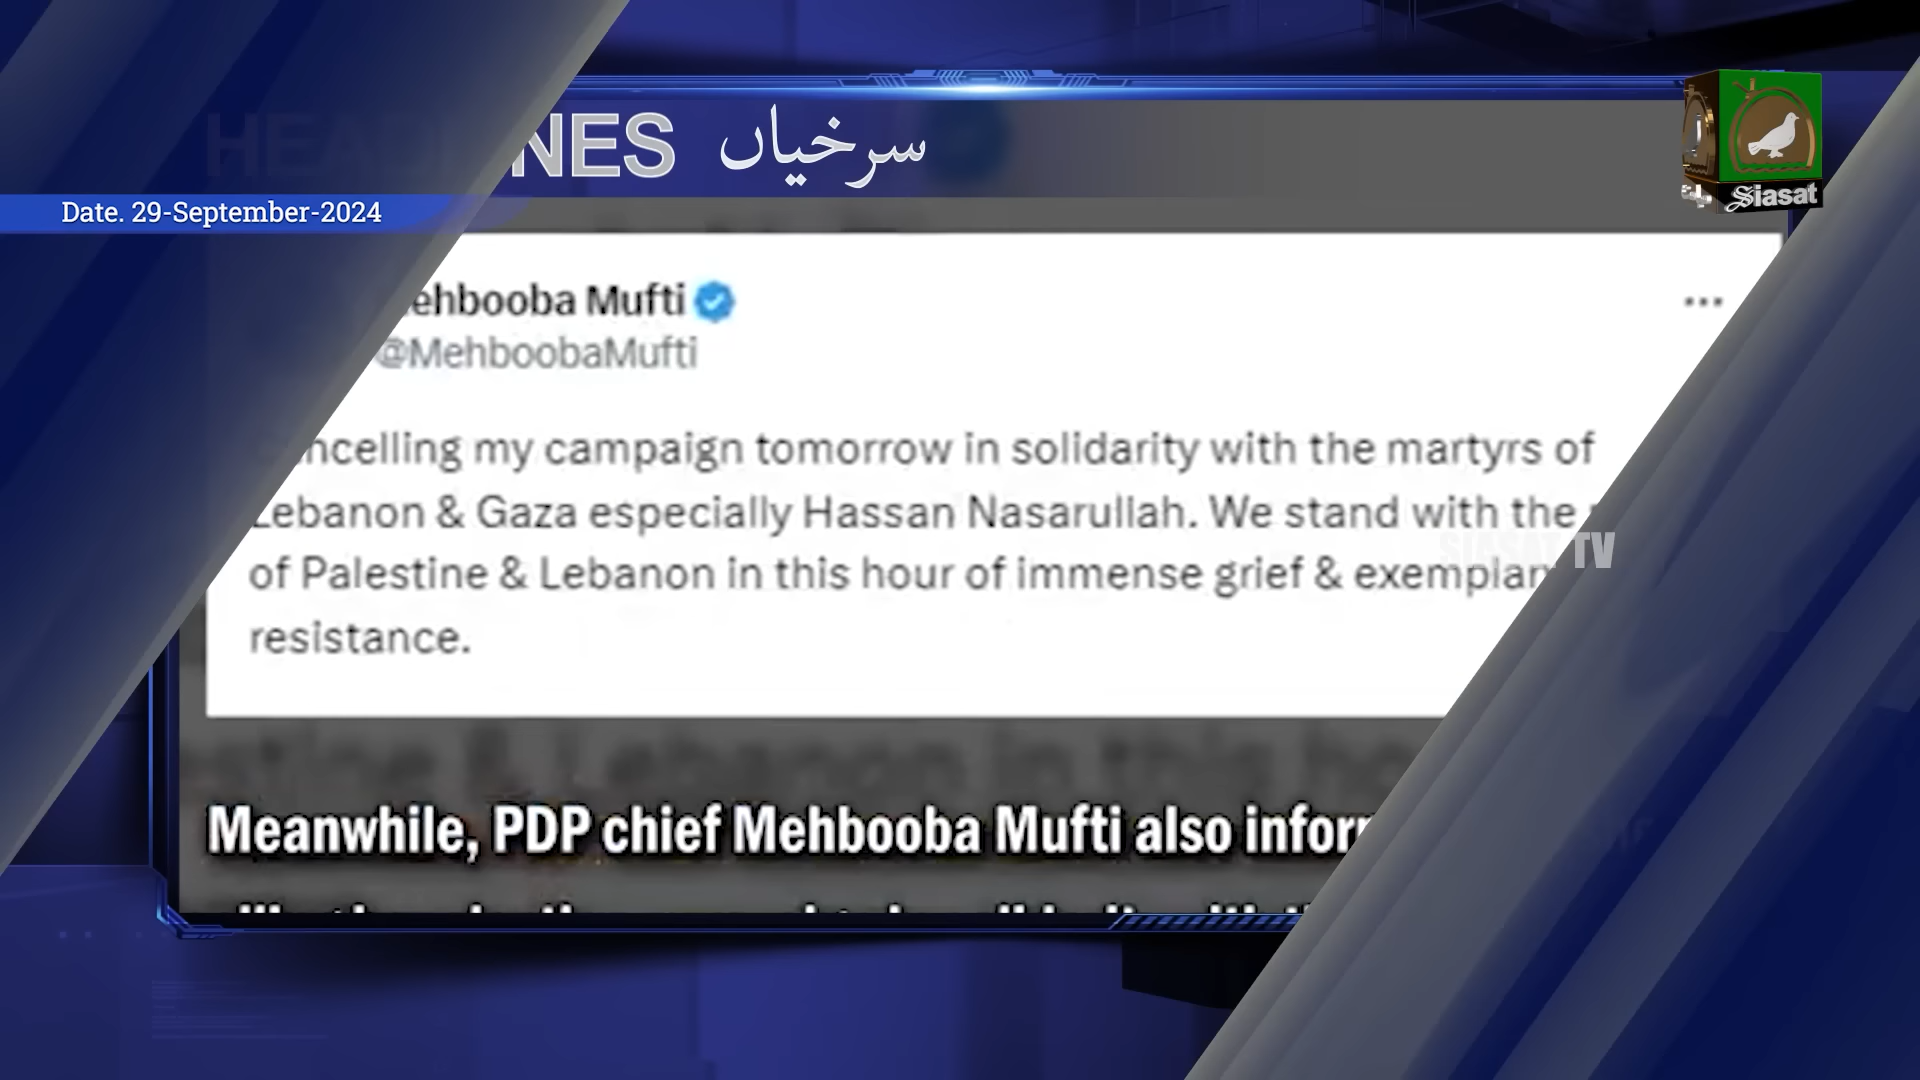 HEADLINES سرخیاں
Siasat
Date. 29-September-2024
ehbooba Mufti
@MehboobaMufti
ncelling my campaign tomorrow in solidarity with the martyrs of
Lebanon & Gaza especially Hassan Nasarullah. We stand with the
of Palestine & Lebanon in this hour of immense grief & exemplary
resistance.
SIASAT TV
Meanwhile, PDP chief Mehbooba Mufti also infor